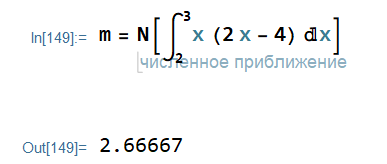 In[149]:= m = N[∫₂³ x (2 x - 4) ⅆx]
численное приближение
Out[149]= 2.66667